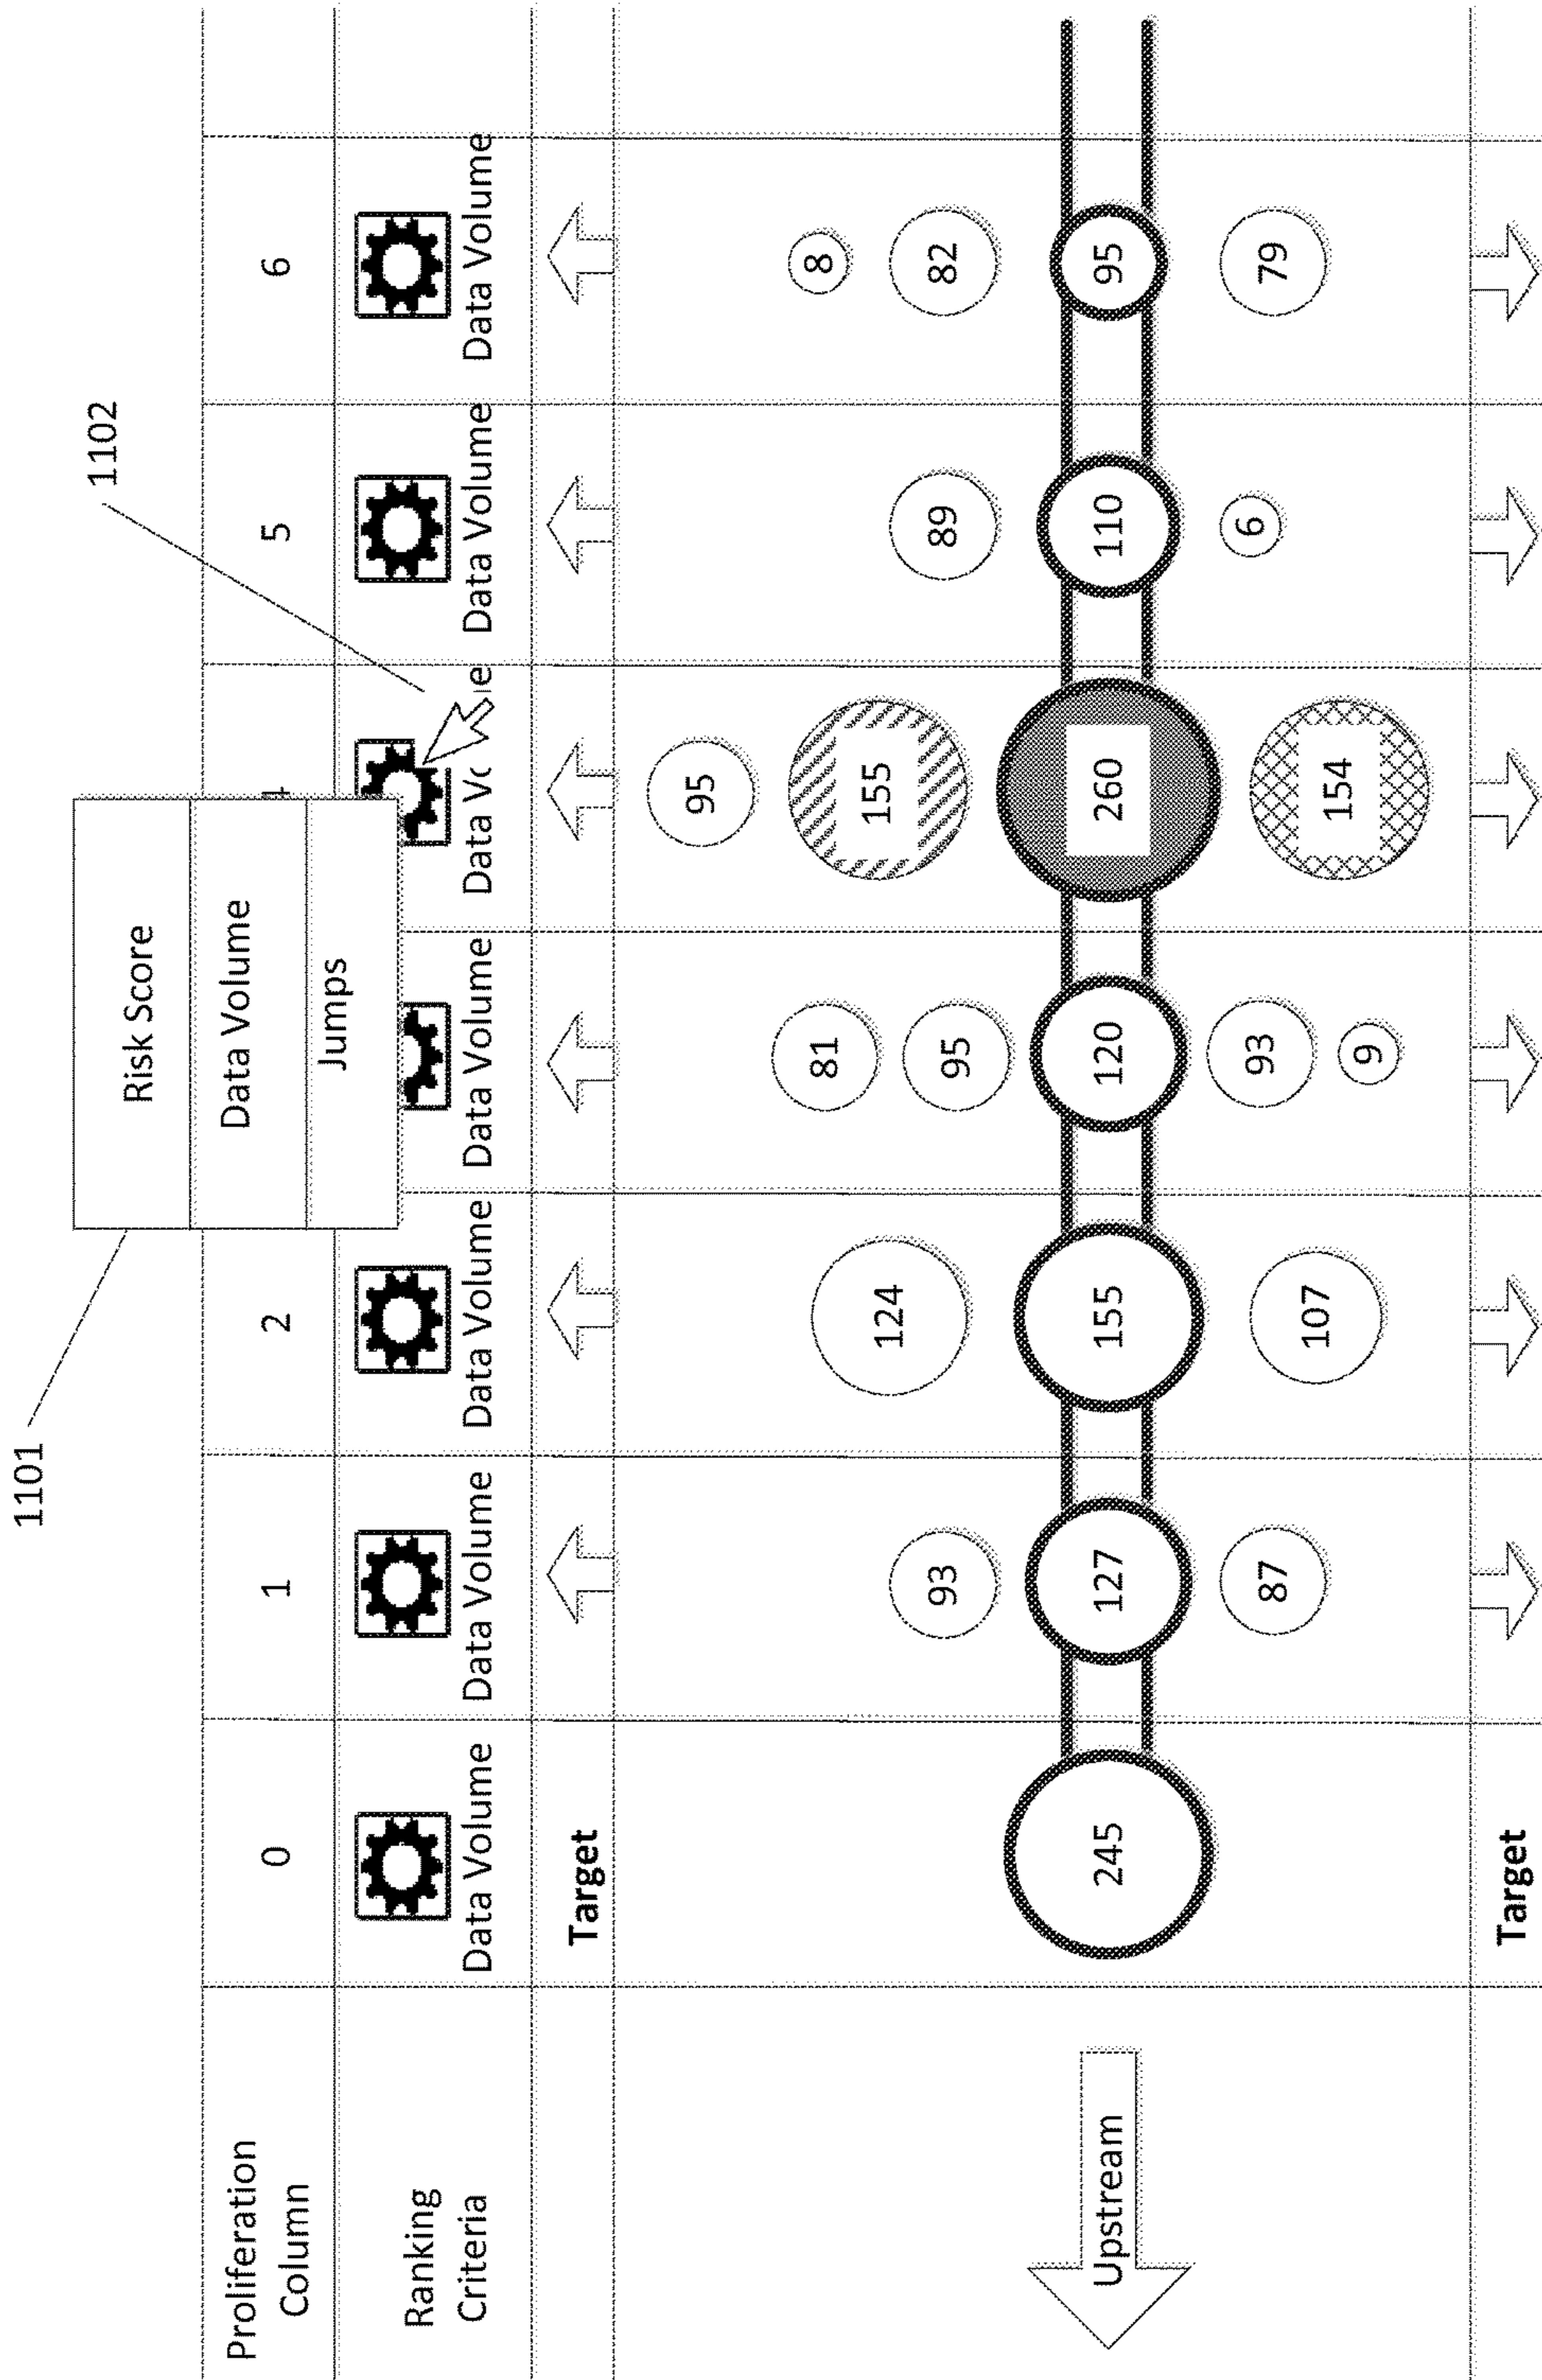 1101
1102
Risk Score
Data Volume
Jumps
Proliferation
Column
0
1
2
5
6
Ranking
Criteria
Data Volume
Data Volume
Data Volume
Data Volume
Data Vo
Data Volume
Data Volume
Target
95
8
93
124
81
155
89
82
95
Upstream
245
127
155
120
260
110
95
87
107
93
154
6
79
9
Target